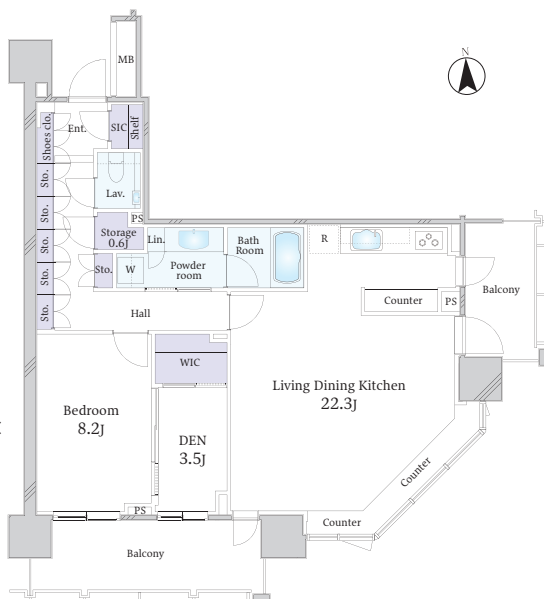 MB
N
Shoes clo.
Ent.
SIC
Shelf
Sto.
Lav.
Sto.
PS
Storage
0.6J
Lin.
Bath
Room
R
Sto.
Sto.
W
Powder
room
Balcony
Counter
PS
Sto.
Sto.
Hall
WIC
Living Dining Kitchen
22.3J
Bedroom
8.2J
DEN
3.5J
Counter
PS
Counter
Balcony